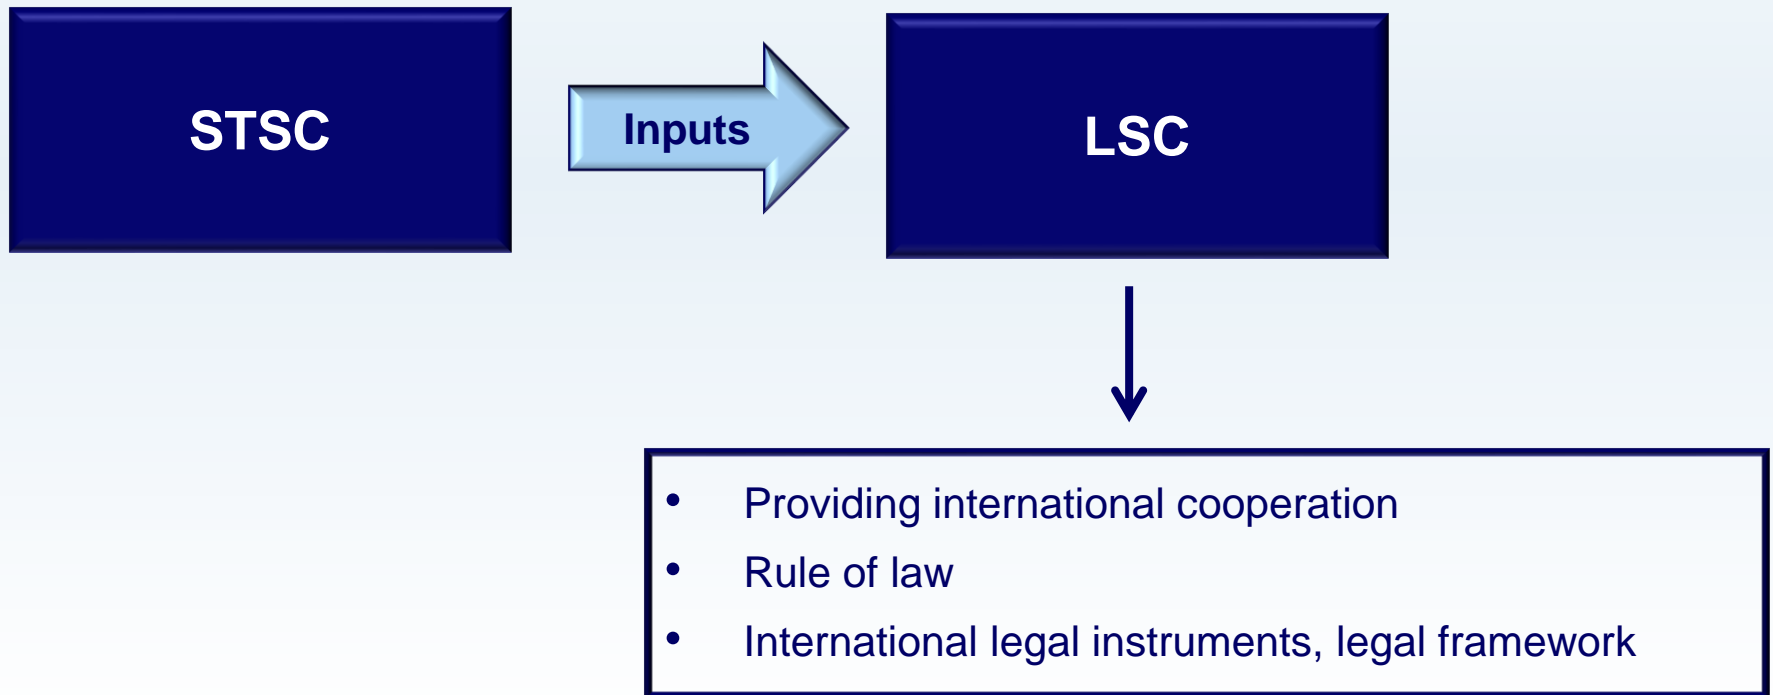 STSC
Inputs
LSC
• Providing international cooperation
• Rule of law
• International legal instruments, legal framework